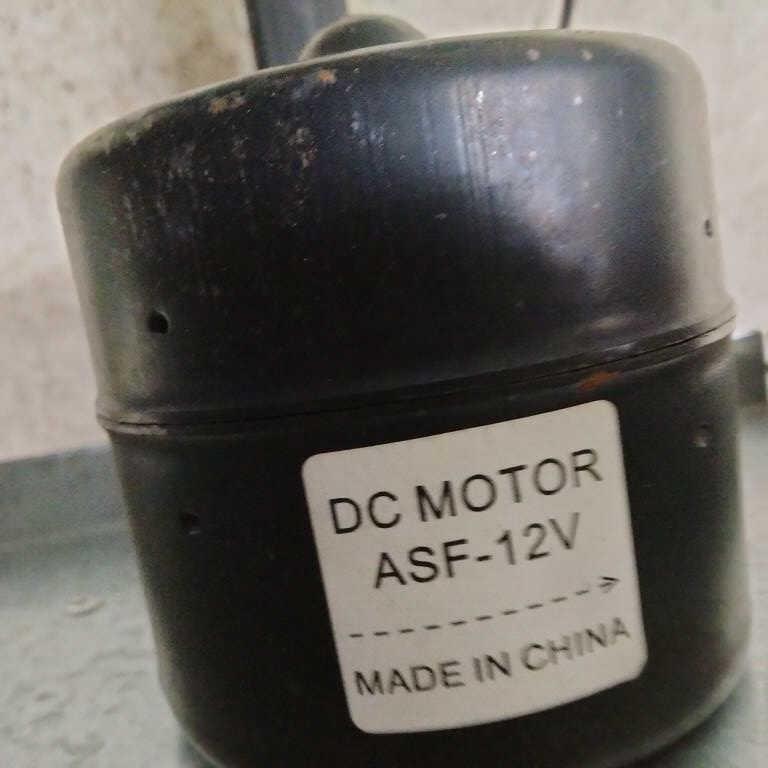 DC MOTOR
ASF-12V
MADE IN CHINA